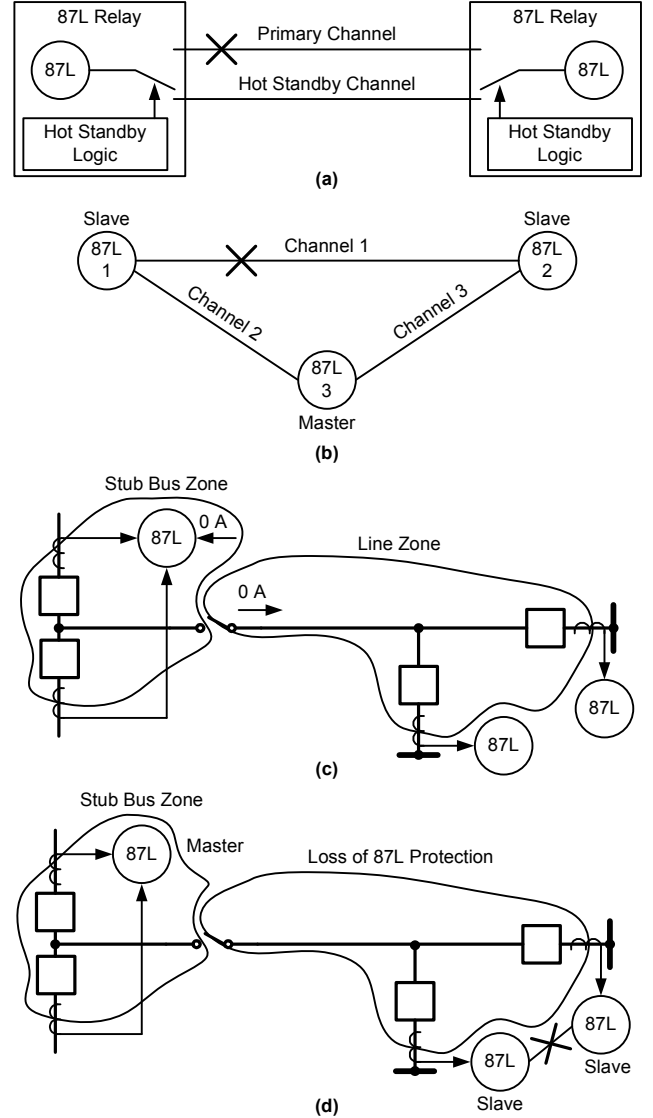 87L Relay
87L Relay
Primary Channel
87L
87L
Hot Standby Channel
Hot Standby
Logic
Hot Standby
Logic
(a)
Slave
Slave
87L
1
Channel 1
87L
2
Channel 2
Channel 3
87L
3
Master
(b)
Stub Bus Zone
0 A
87L
Line Zone
0 A
87L
87L
(c)
Stub Bus Zone
Master
87L
Loss of 87L Protection
87L
87L
Slave
Slave
(d)